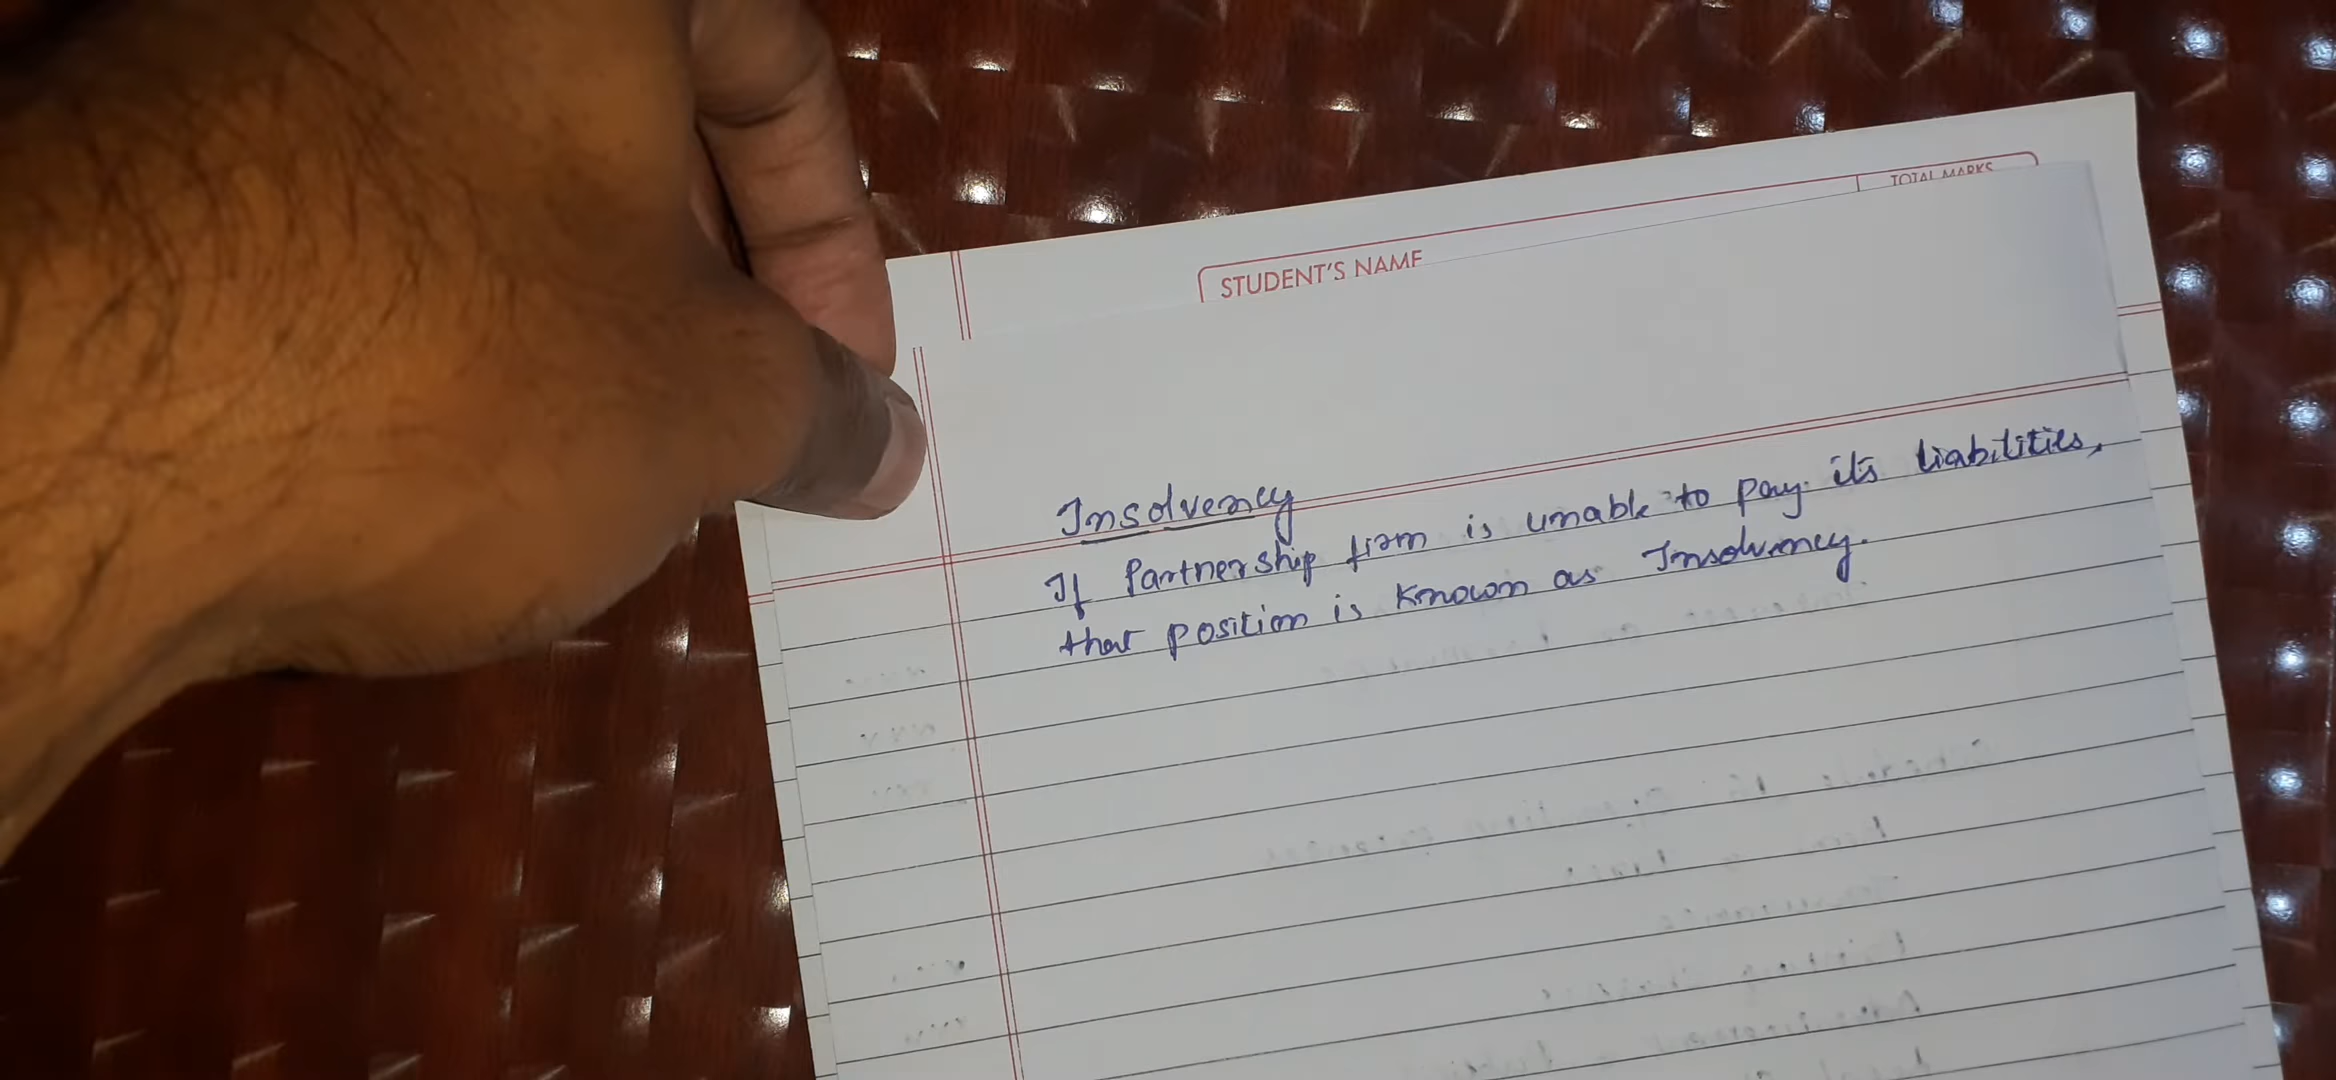 TOTAL MARKS
STUDENT'S NAME
Insolvency
If Partnership firm is unable to pay its liabilities,
that position is known as Insolvency.